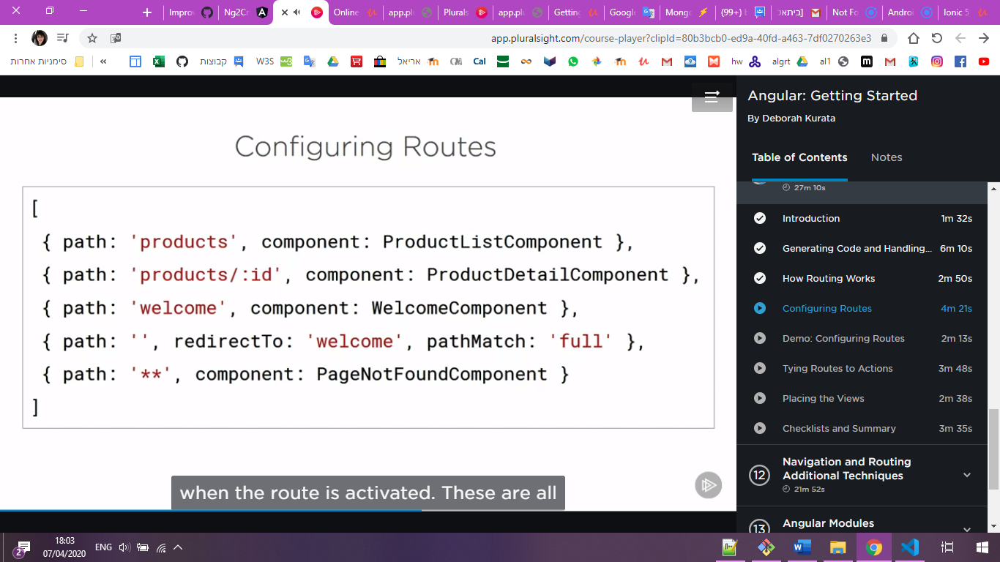 Improv
Ng2Cr
Online
app.plu
Plurals
app.plu
Getting
Google
Mongo
(99+)
[ביתאל
Not Fo
Androi
Ionic 5
app.pluralsight.com/course-player?clipId=80b3bcb0-ed9a-40fd-a463-7df0270263e3
סימניות אחרות
«
קבוצות
W3S
אריאל
Cal
hw
algrt
al1
Configuring Routes
[
{ path: 'products', component: ProductListComponent },
{ path: 'products/:id', component: ProductDetailComponent },
{ path: 'welcome', component: WelcomeComponent },
{ path: '', redirectTo: 'welcome', pathMatch: 'full' },
{ path: '**', component: PageNotFoundComponent }
]
when the route is activated. These are all
Angular: Getting Started
By Deborah Kurata
Table of Contents Notes
27m 10s
Introduction 1m 32s
Generating Code and Handling... 6m 10s
How Routing Works 2m 50s
Configuring Routes 4m 21s
Demo: Configuring Routes 2m 13s
Tying Routes to Actions 3m 48s
Placing the Views 2m 38s
Checklists and Summary 3m 35s
12 Navigation and Routing
Additional Techniques
21m 52s
13 Angular Modules
2
18:03
07/04/2020
ENG